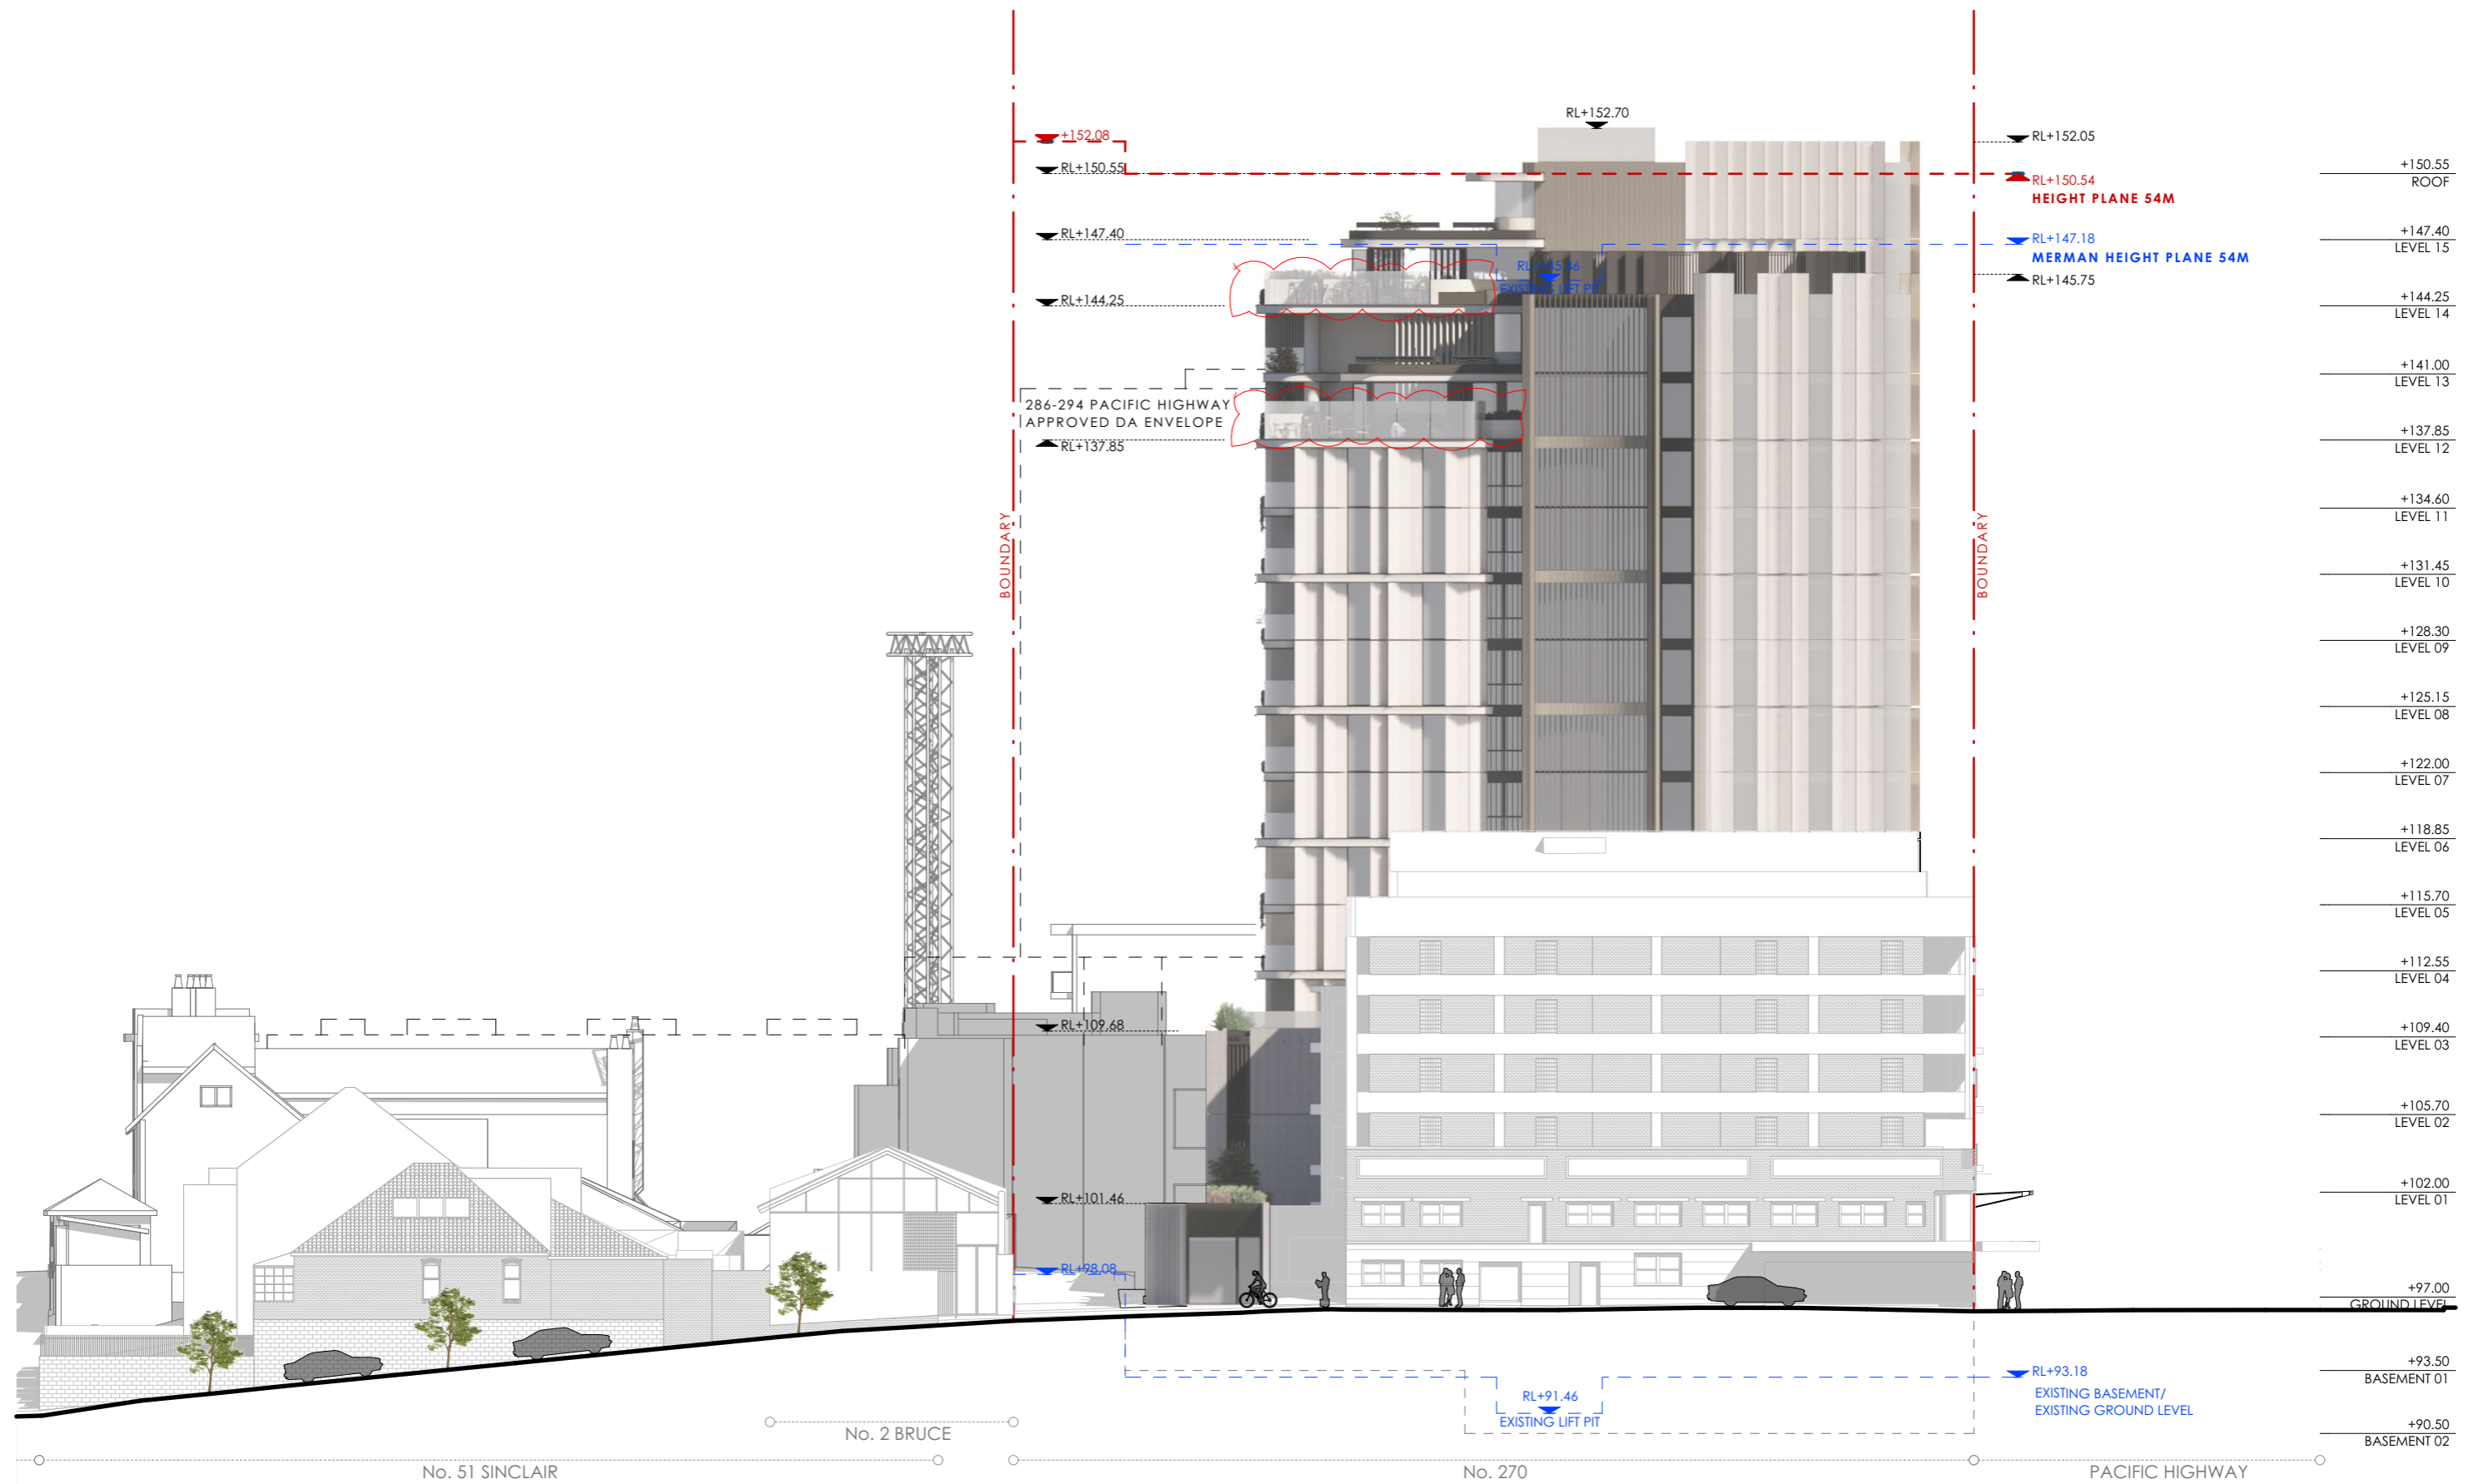 RL+152.70
+152.08
RL+152.05
RL+150.55
+150.55
ROOF
RL+150.54
HEIGHT PLANE 54M
RL+147.40
RL+147.18
MERMAN HEIGHT PLANE 54M
+147.40
LEVEL 15
EXISTING LIFT PIT
RL+145.75
RL+144.25
+144.25
LEVEL 14
+141.00
LEVEL 13
286-294 PACIFIC HIGHWAY
APPROVED DA ENVELOPE
RL+137.85
+137.85
LEVEL 12
+134.60
LEVEL 11
BOUNDARY
BOUNDARY
+131.45
LEVEL 10
+128.30
LEVEL 09
+125.15
LEVEL 08
+122.00
LEVEL 07
+118.85
LEVEL 06
+115.70
LEVEL 05
+112.55
LEVEL 04
RL+109.68
+109.40
LEVEL 03
+105.70
LEVEL 02
RL+101.46
+102.00
LEVEL 01
RL+98.08
+97.00
GROUND LEVEL
RL+93.18
EXISTING BASEMENT/
EXISTING GROUND LEVEL
+93.50
BASEMENT 01
RL+91.46
EXISTING LIFT PIT
+90.50
BASEMENT 02
No. 2 BRUCE
No. 51 SINCLAIR
No. 270
PACIFIC HIGHWAY